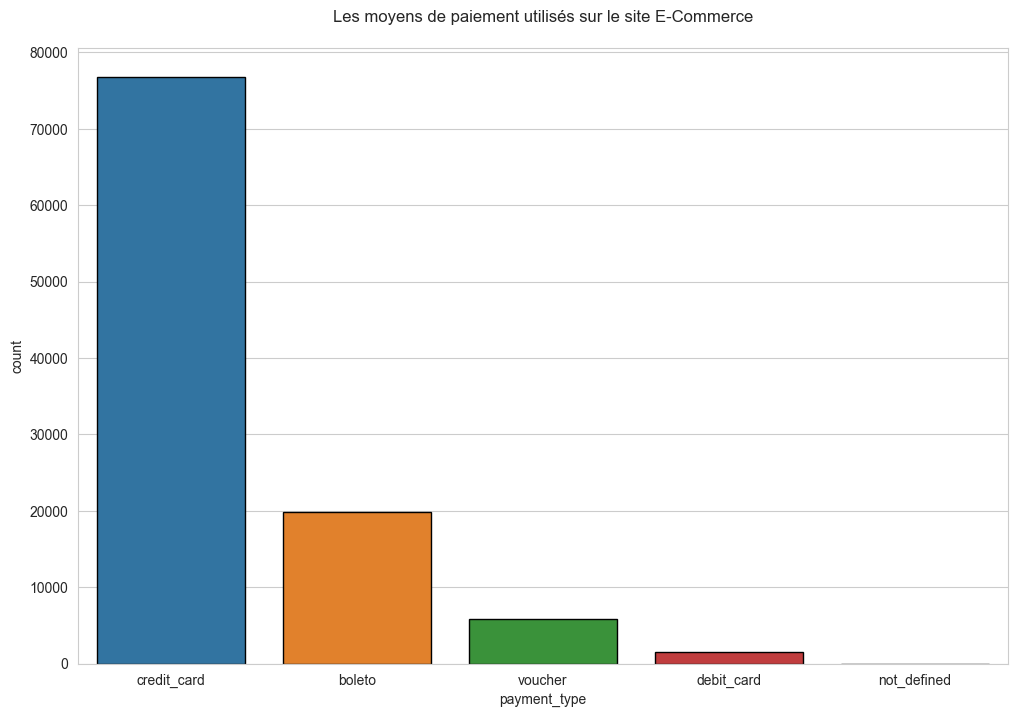 Les moyens de paiement utilisés sur le site E-Commerce
80000
70000
60000
50000
40000
30000
20000
10000
0
count
credit_card boleto voucher debit_card not_defined
payment_type